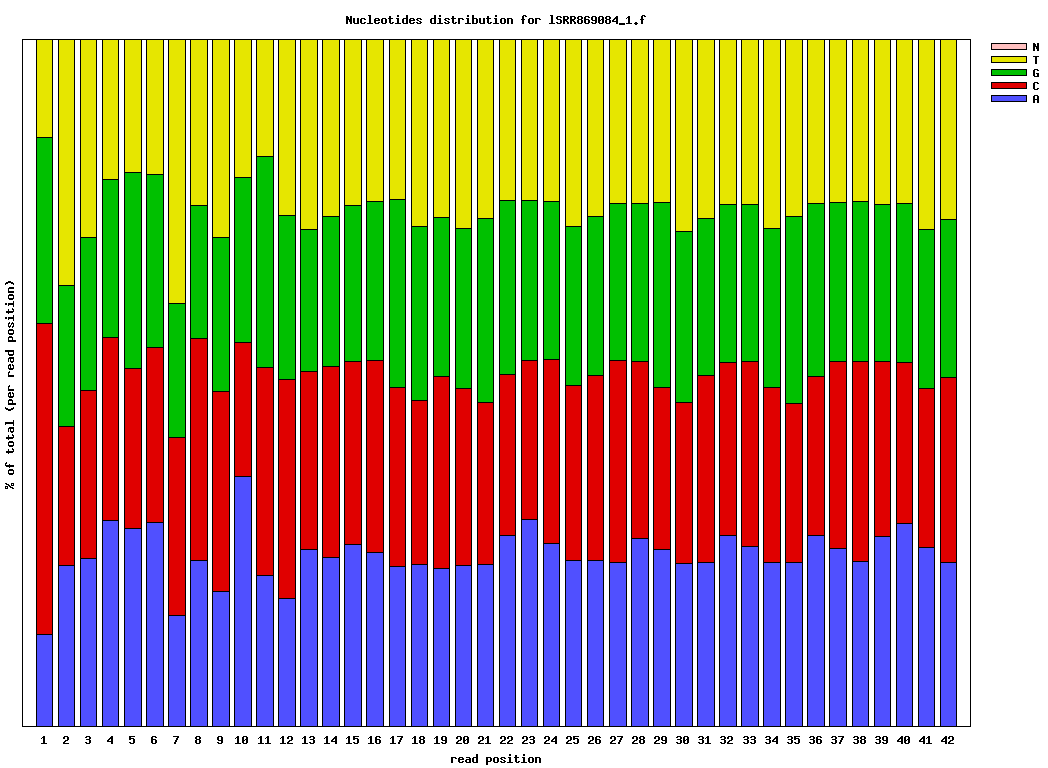 Nucleotides distribution for lSRR869084_1.f
N
T
G
C
A
% of total (per read position)
1 2 3 4 5 6 7 8 9 10 11 12 13 14 15 16 17 18 19 20 21 22 23 24 25 26 27 28 29 30 31 32 33 34 35 36 37 38 39 40 41 42
read position